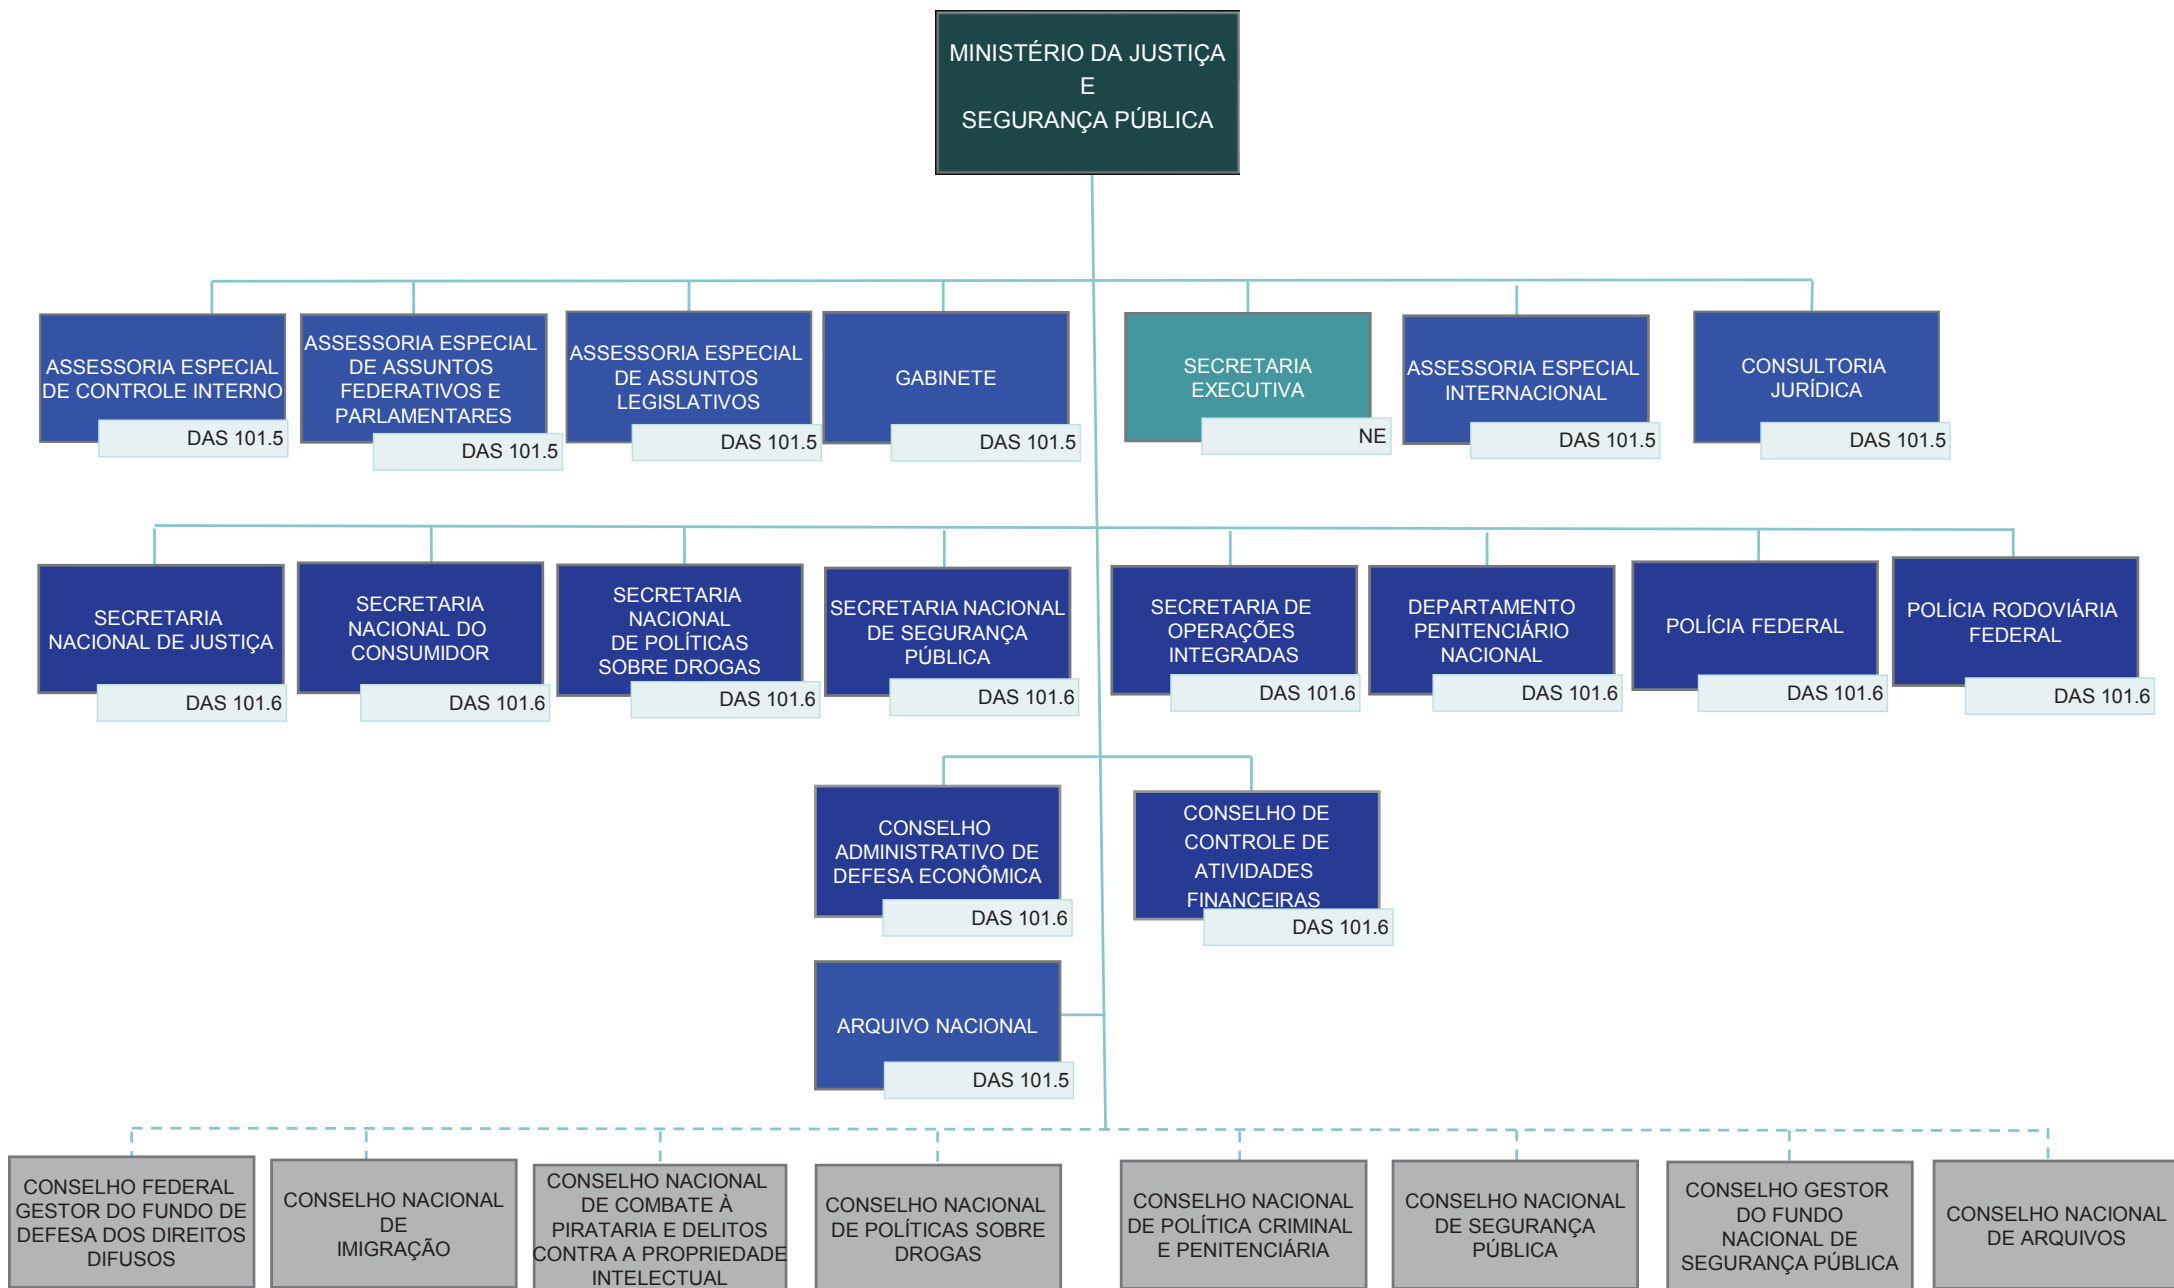 MINISTÉRIO DA JUSTIÇA
E
SEGURANÇA PÚBLICA
ASSESSORIA ESPECIAL
DE CONTROLE INTERNO
DAS 101.5
ASSESSORIA ESPECIAL
DE ASSUNTOS
FEDERATIVOS E
PARLAMENTARES
DAS 101.5
ASSESSORIA ESPECIAL
DE ASSUNTOS
LEGISLATIVOS
DAS 101.5
GABINETE
DAS 101.5
SECRETARIA
EXECUTIVA
NE
ASSESSORIA ESPECIAL
INTERNACIONAL
DAS 101.5
CONSULTORIA
JURÍDICA
DAS 101.5
SECRETARIA
NACIONAL DE JUSTIÇA
DAS 101.6
SECRETARIA
NACIONAL DO
CONSUMIDOR
DAS 101.6
SECRETARIA
NACIONAL
DE POLÍTICAS
SOBRE DROGAS
DAS 101.6
SECRETARIA NACIONAL
DE SEGURANÇA
PÚBLICA
DAS 101.6
SECRETARIA DE
OPERAÇÕES
INTEGRADAS
DAS 101.6
DEPARTAMENTO
PENITENCIÁRIO
NACIONAL
DAS 101.6
POLÍCIA FEDERAL
DAS 101.6
POLÍCIA RODOVIÁRIA
FEDERAL
DAS 101.6
CONSELHO
ADMINISTRATIVO DE
DEFESA ECONÔMICA
DAS 101.6
CONSELHO DE
CONTROLE DE
ATIVIDADES
FINANCEIRAS
DAS 101.6
ARQUIVO NACIONAL
DAS 101.5
CONSELHO FEDERAL
GESTOR DO FUNDO DE
DEFESA DOS DIREITOS
DIFUSOS
CONSELHO NACIONAL
DE
IMIGRAÇÃO
CONSELHO NACIONAL
DE COMBATE À
PIRATARIA E DELITOS
CONTRA A PROPRIEDADE
INTELECTUAL
CONSELHO NACIONAL
DE POLÍTICAS SOBRE
DROGAS
CONSELHO NACIONAL
DE POLÍTICA CRIMINAL
E PENITENCIÁRIA
CONSELHO NACIONAL
DE SEGURANÇA
PÚBLICA
CONSELHO GESTOR
DO FUNDO
NACIONAL DE
SEGURANÇA PÚBLICA
CONSELHO NACIONAL
DE ARQUIVOS